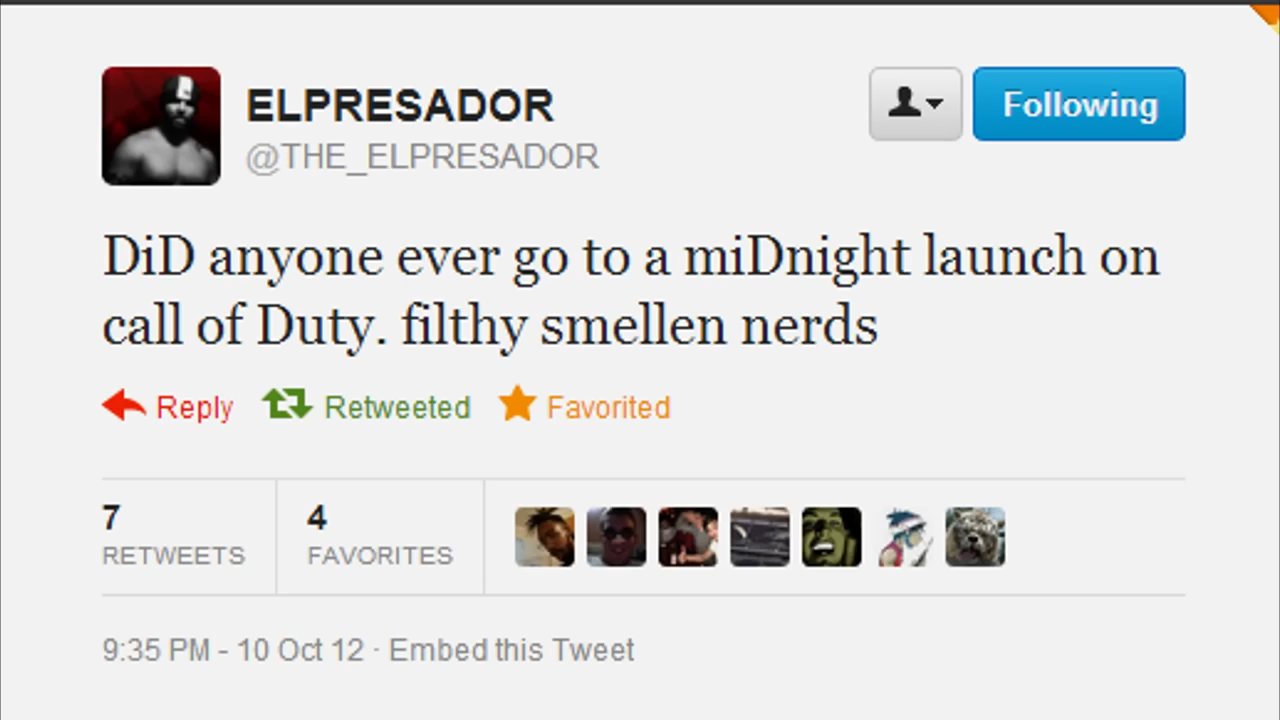 ELPRESADOR
@THE_ELPRESADOR
Following
DiD anyone ever go to a miDnight launch on
call of Duty. filthy smellen nerds
Reply Retweeted Favorited
7 4
RETWEETS FAVORITES
9:35 PM - 10 Oct 12 · Embed this Tweet